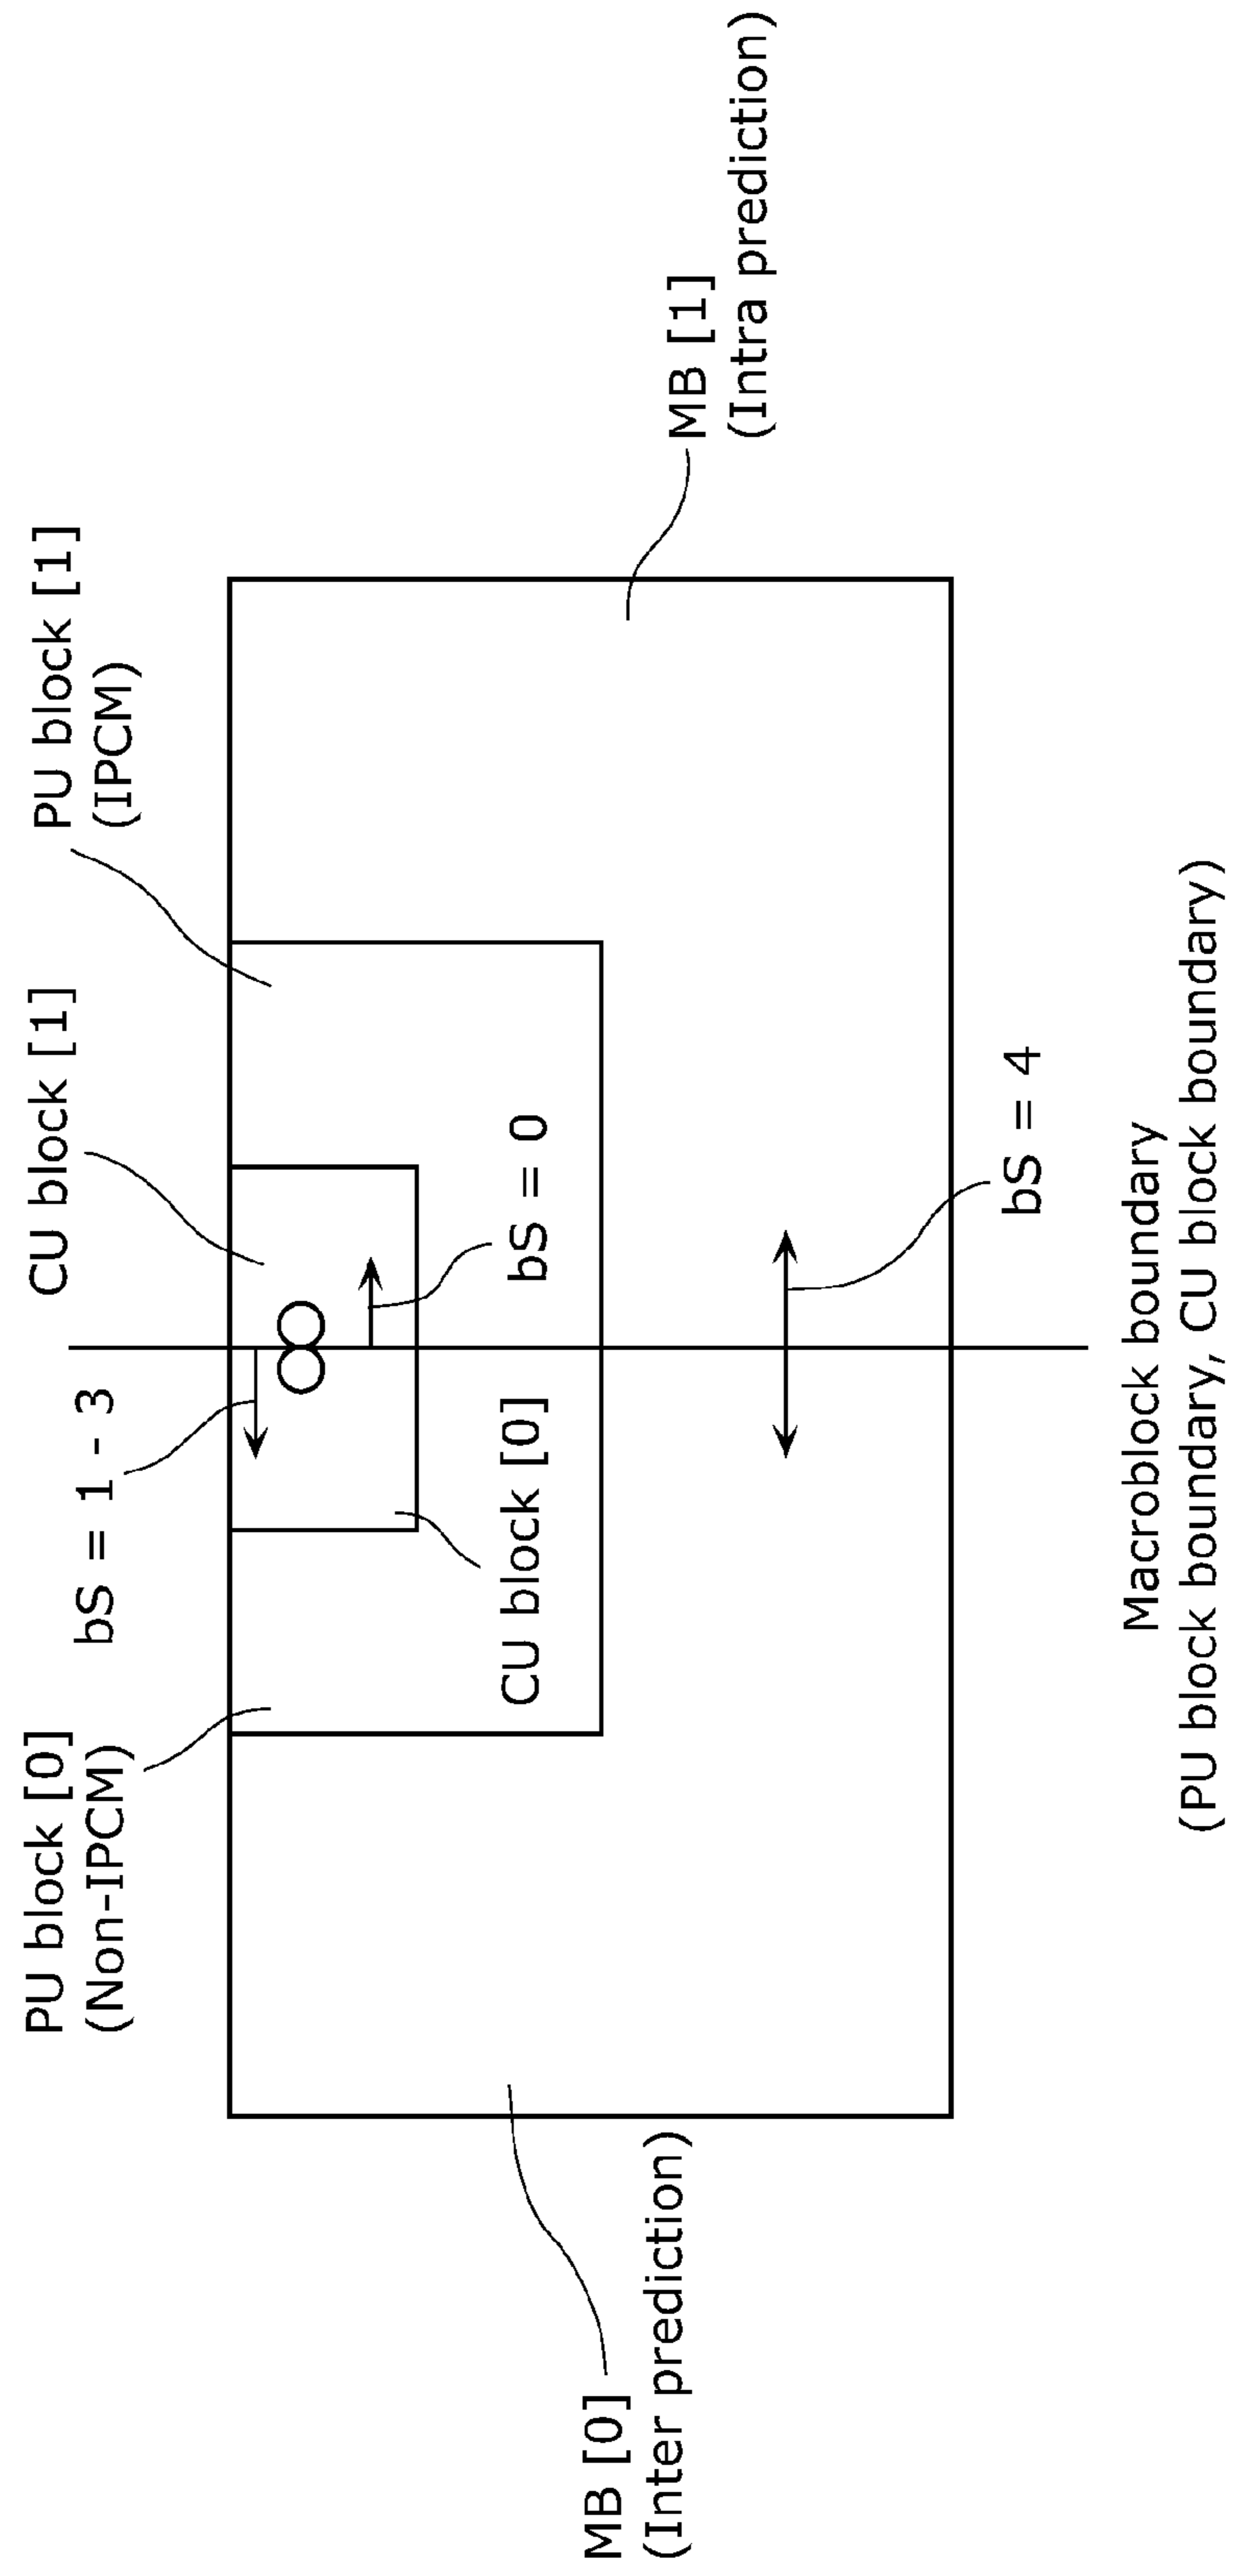 PU block [0]
(Non-IPCM)
bS = 1 - 3
CU block [1]
PU block [1]
(IPCM)
CU block [0]
bS = 0
MB [0]
(Inter prediction)
MB [1]
(Intra prediction)
bS = 4
Macroblock boundary
(PU block boundary, CU block boundary)